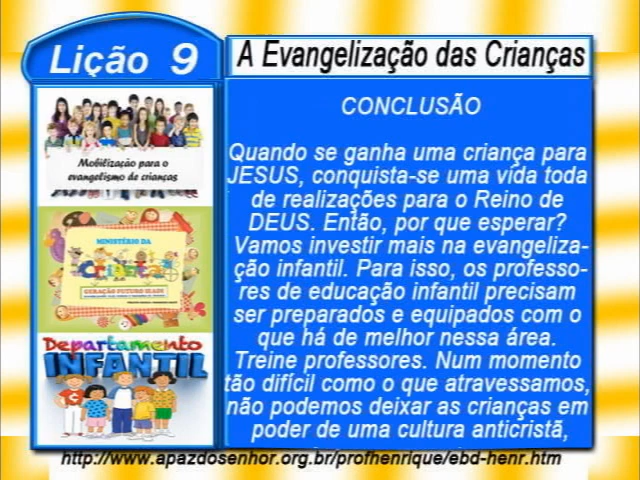 Lição 9
A Evangelização das Crianças
Mobilização para o
evangelismo de crianças
MINISTÉRIO DA
GERAÇÃO FUTURO
Departamento
INFANTIL
CONCLUSÃO
Quando se ganha uma criança para
JESUS, conquista-se uma vida toda
de realizações para o Reino de
DEUS. Então, por que esperar?
Vamos investir mais na evangeliza-
ção infantil. Para isso, os professo-
res de educação infantil precisam
ser preparados e equipados com o
que há de melhor nessa área.
Treine professores. Num momento
tão difícil como o que atravessamos,
não podemos deixar as crianças em
poder de uma cultura anticristã,
http://www.apazdosenhor.org.br/profhenrique/ebd-henr.htm